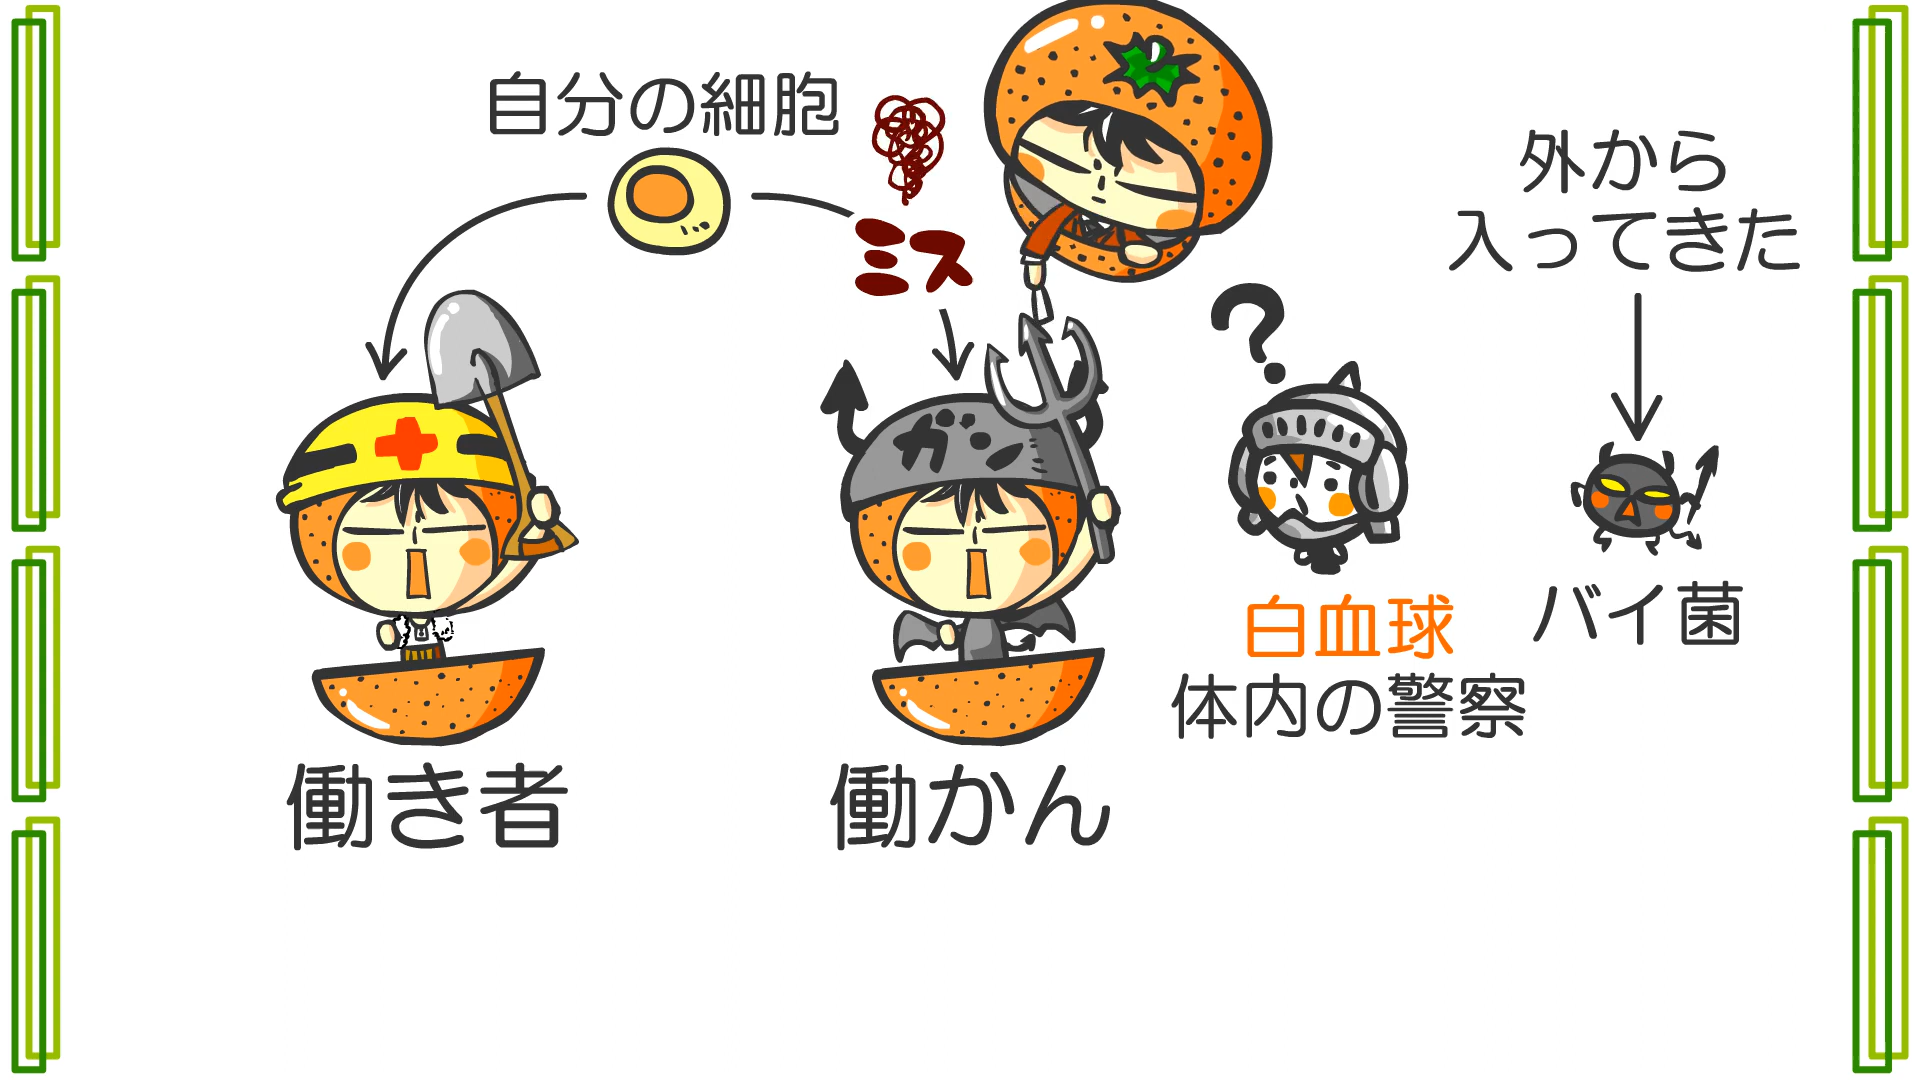 自分の細胞
ミス
?
外から
入ってきた
ガン
白血球
体内の警察
バイ菌
働き者
働かん